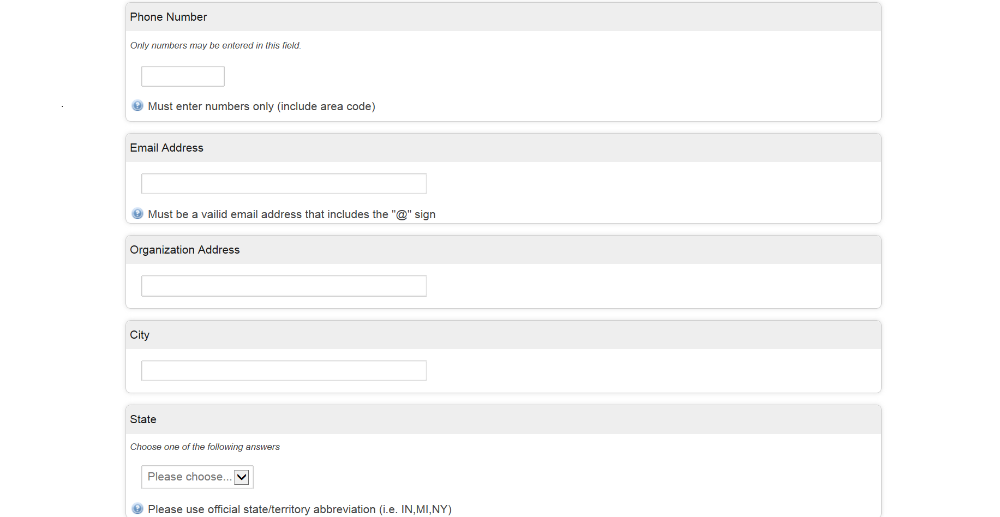 Phone Number
Only numbers may be entered in this field.
Must enter numbers only (include area code)
Email Address
Must be a vailid email address that includes the "@" sign
Organization Address
City
State
Choose one of the following answers
Please choose...
Please use official state/territory abbreviation (i.e. IN,MI,NY)